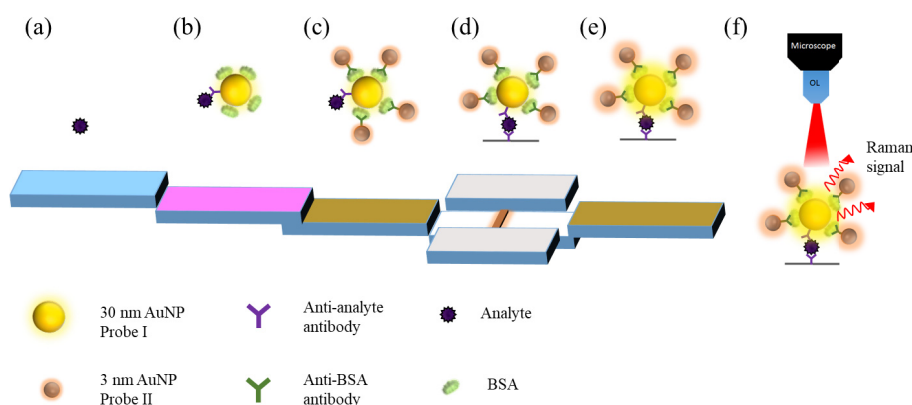 (a)
(b)
(c)
(d)
(e)
(f)
Microscope
OL
Raman
signal
30 nm AuNP
Probe I
Anti-analyte
antibody
Analyte
3 nm AuNP
Probe II
Anti-BSA
antibody
BSA